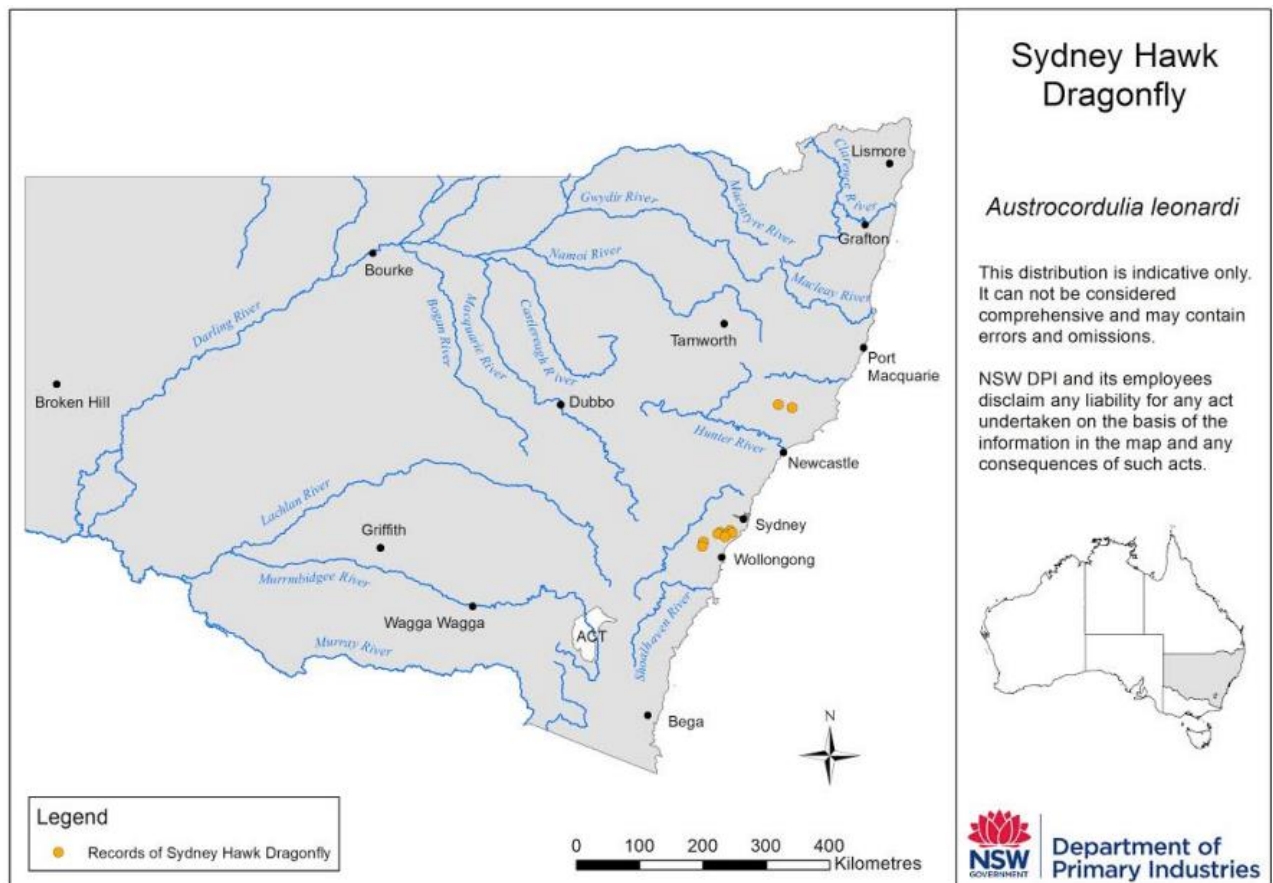 Sydney Hawk
Dragonfly
Austrocordulia leonardi
This distribution is indicative only.
It can not be considered
comprehensive and may contain
errors and omissions.
NSW DPI and its employees
disclaim any liability for any act
undertaken on the basis of the
information in the map and any
consequences of such acts.
Lismore
Clarence River
Grafton
Gwydir River
Macintyre River
Namoi River
Macleay River
Bourke
Darling River
Bogan River
Macquarie River
Castlereagh River
Tamworth
Port
Macquarie
Broken Hill
Dubbo
Hunter River
Newcastle
Lachlan River
Griffith
Sydney
Wollongong
Murrmbidgee River
Wagga Wagga
ACT
Shoalhaven River
Murray River
Bega
N
Legend
Records of Sydney Hawk Dragonfly
0 100 200 300 400
Kilometres
NSW
GOVERNMENT
Department of
Primary Industries